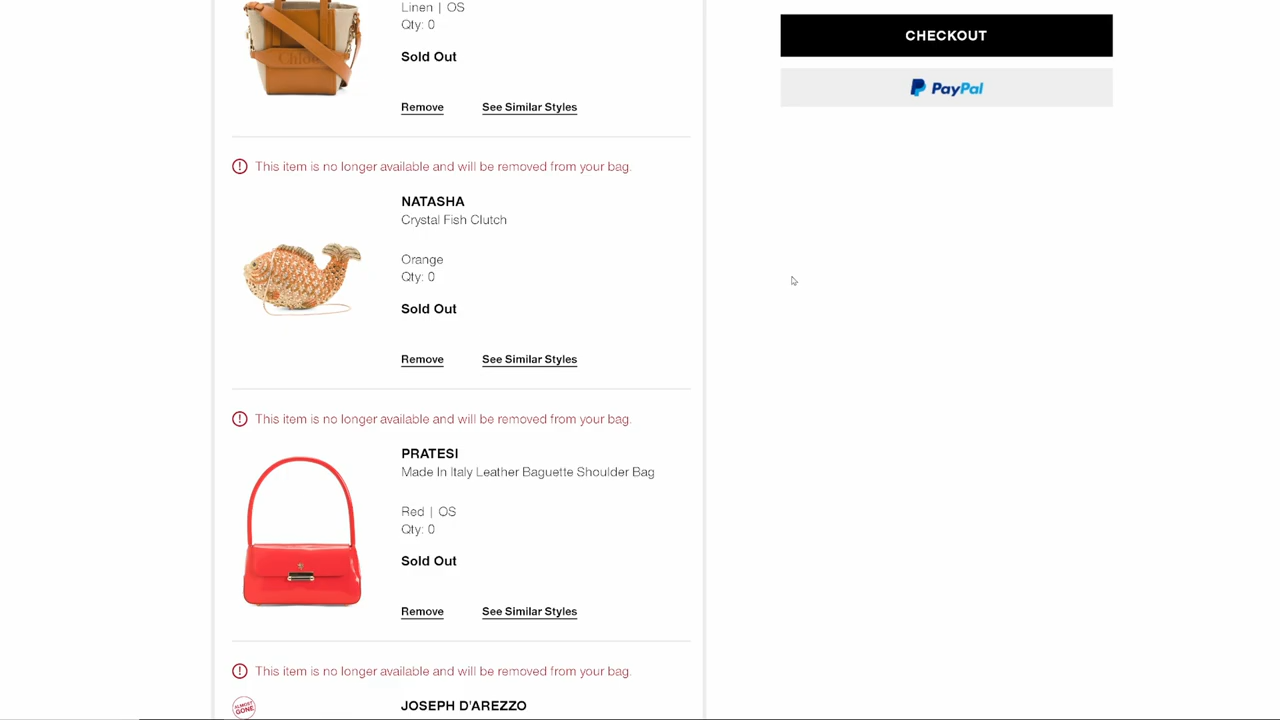 Linen | OS
Qty: 0
Sold Out
Remove See Similar Styles
CHECKOUT
PayPal
This item is no longer available and will be removed from your bag.
NATASHA
Crystal Fish Clutch
Orange
Qty: 0
Sold Out
Remove See Similar Styles
This item is no longer available and will be removed from your bag.
PRATESI
Made In Italy Leather Baguette Shoulder Bag
Red | OS
Qty: 0
Sold Out
Remove See Similar Styles
This item is no longer available and will be removed from your bag.
ALMOST
GONE
JOSEPH D'AREZZO